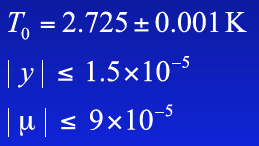 T₀ = 2.725 ± 0.001 K
| y | ≤ 1.5×10⁻⁵
| μ | ≤ 9×10⁻⁵